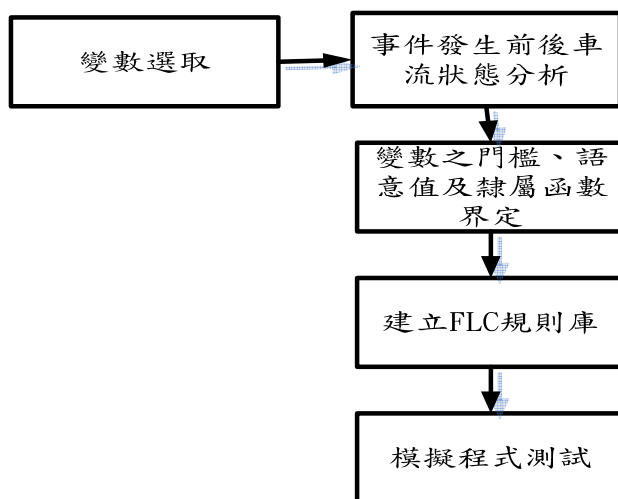 變數選取
事件發生前後車
流狀態分析
變數之門檻、語
意值及隸屬函數
界定
建立FLC規則庫
模擬程式測試